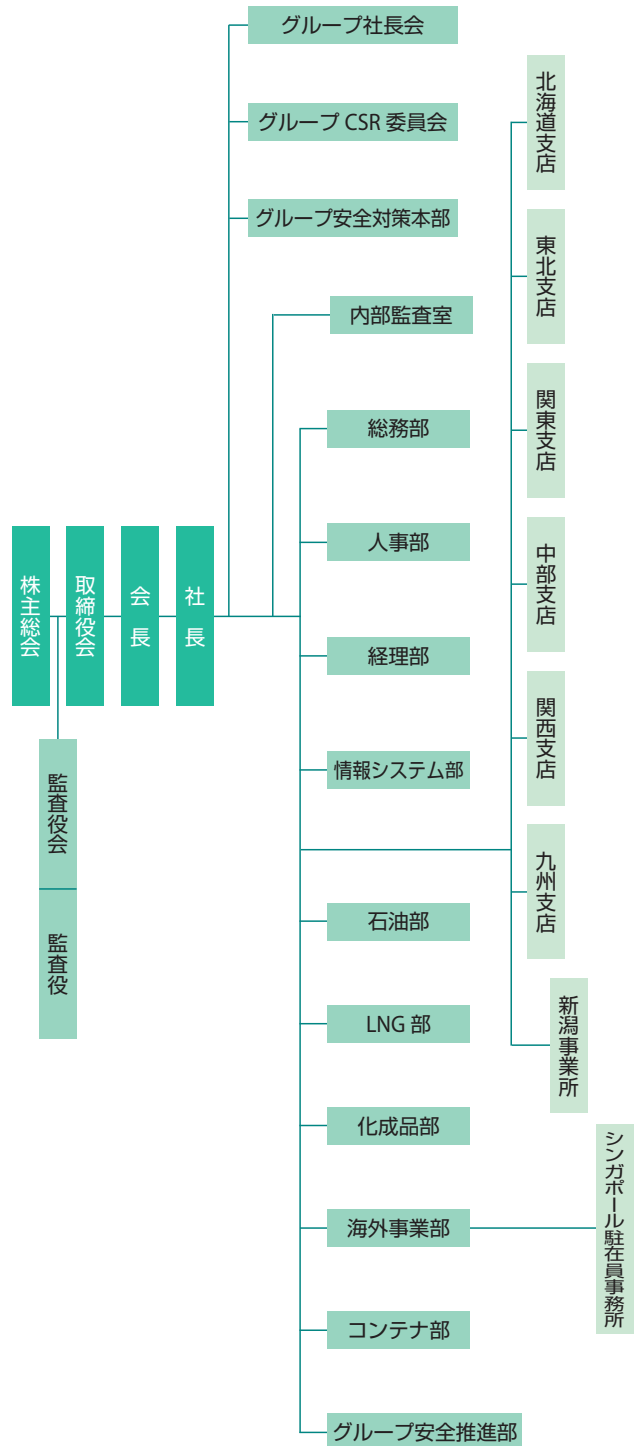 グループ社長会
グループ CSR 委員会
グループ安全対策本部
内部監査室
総務部
人事部
経理部
情報システム部
石油部
LNG 部
化成品部
海外事業部
コンテナ部
グループ安全推進部
株主総会
取締役会
会長
社長
監査役会
監査役
北海道支店
東北支店
関東支店
中部支店
関西支店
九州支店
新潟事業所
シンガポール駐在員事務所